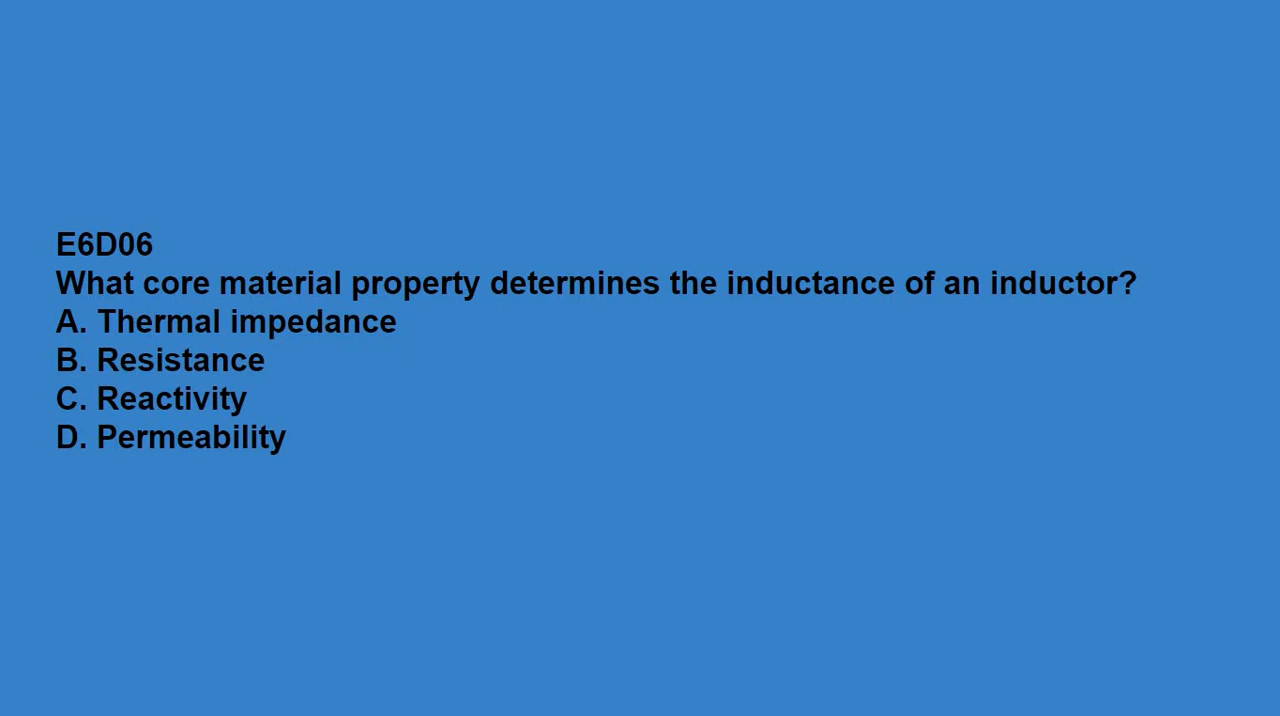 E6D06
What core material property determines the inductance of an inductor?
A. Thermal impedance
B. Resistance
C. Reactivity
D. Permeability